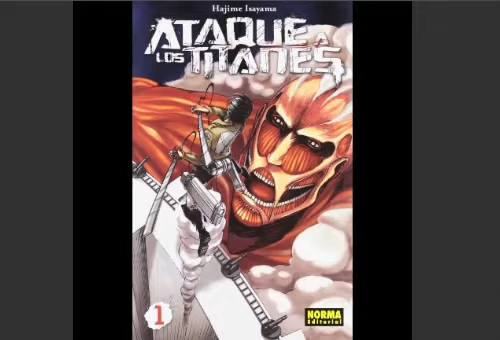 Hajime Isayama
ATAQUE A
LOS TITANES
1
NORMA
Editorial